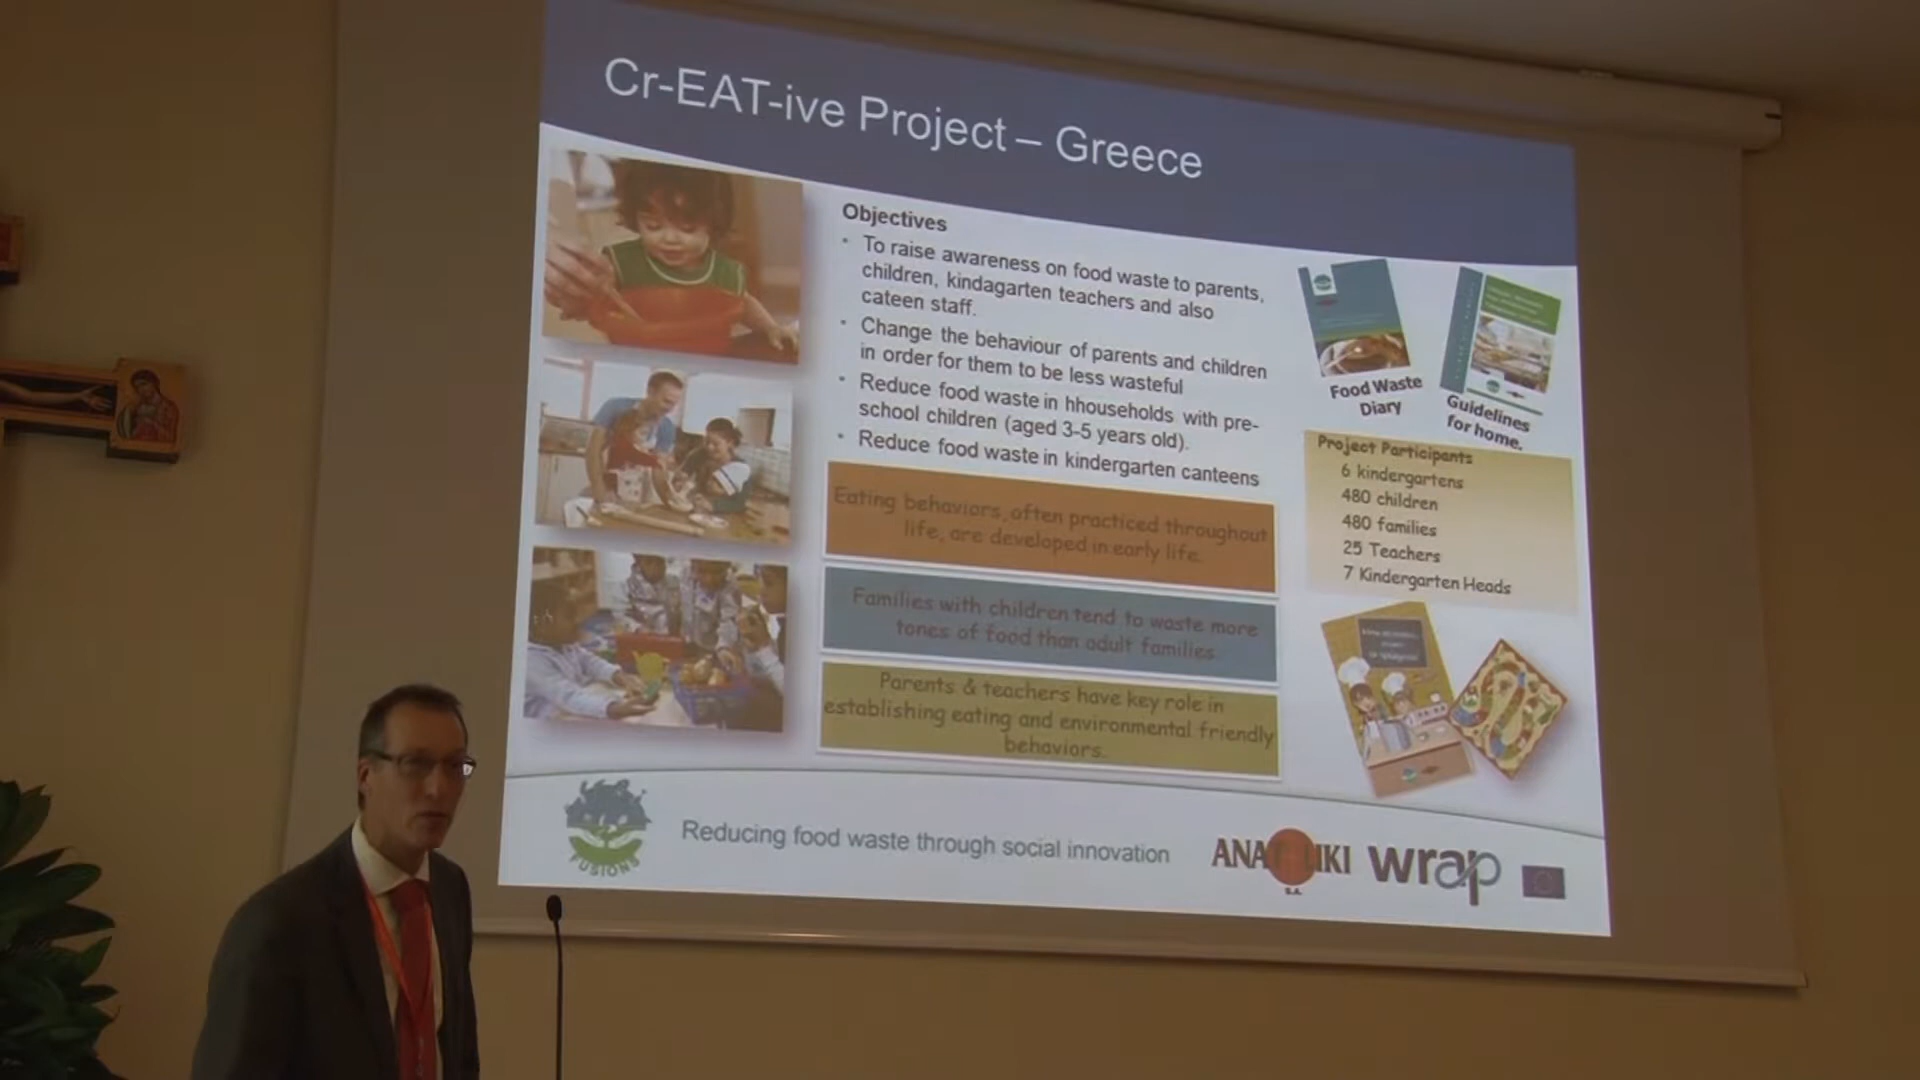 Cr-EAT-ive Project – Greece
Objectives
• To raise awareness on food waste to parents,
children, kindagarten teachers and also
cateen staff.
• Change the behaviour of parents and children
in order for them to be less wasteful
• Reduce food waste in hhouseholds with pre-
school children (aged 3-5 years old).
• Reduce food waste in kindergarten canteens
Eating behaviors, often practiced throughout
life, are developed in early life.
Families with children tend to waste more
tones of food than adult families.
Parents & teachers have key role in
establishing eating and environmental friendly
behaviors.
Food Waste
Diary
Guidelines
for home.
Project Participants
6 kindergartens
480 children
480 families
25 Teachers
7 Kindergarten Heads
FUSIONS
Reducing food waste through social innovation
S.A.
wrap